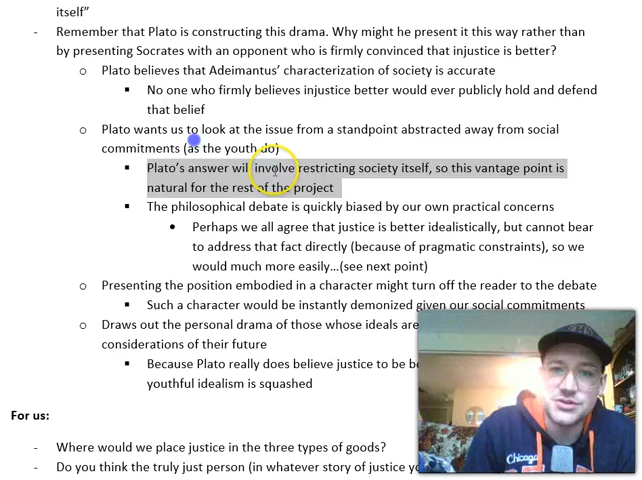 itself”
- Remember that Plato is constructing this drama. Why might he present it this way rather than
by presenting Socrates with an opponent who is firmly convinced that injustice is better?
o Plato believes that Adeimantus’ characterization of society is accurate
▪ No one who firmly believes injustice better would ever publicly hold and defend
that belief
o Plato wants us to look at the issue from a standpoint abstracted away from social
commitments (as the youth do)
▪ Plato’s answer will involve restricting society itself, so this vantage point is
natural for the rest of the project
▪ The philosophical debate is quickly biased by our own practical concerns
• Perhaps we all agree that justice is better idealistically, but cannot bear
to address that fact directly (because of pragmatic constraints), so we
would much more easily…(see next point)
o Presenting the position embodied in a character might turn off the reader to the debate
▪ Such a character would be instantly demonized given our social commitments
o Draws out the personal drama of those whose ideals are
considerations of their future
▪ Because Plato really does believe justice to be
youthful idealism is squashed
For us:
- Where would we place justice in the three types of goods?
- Do you think the truly just person (in whatever story of justice
Chicago